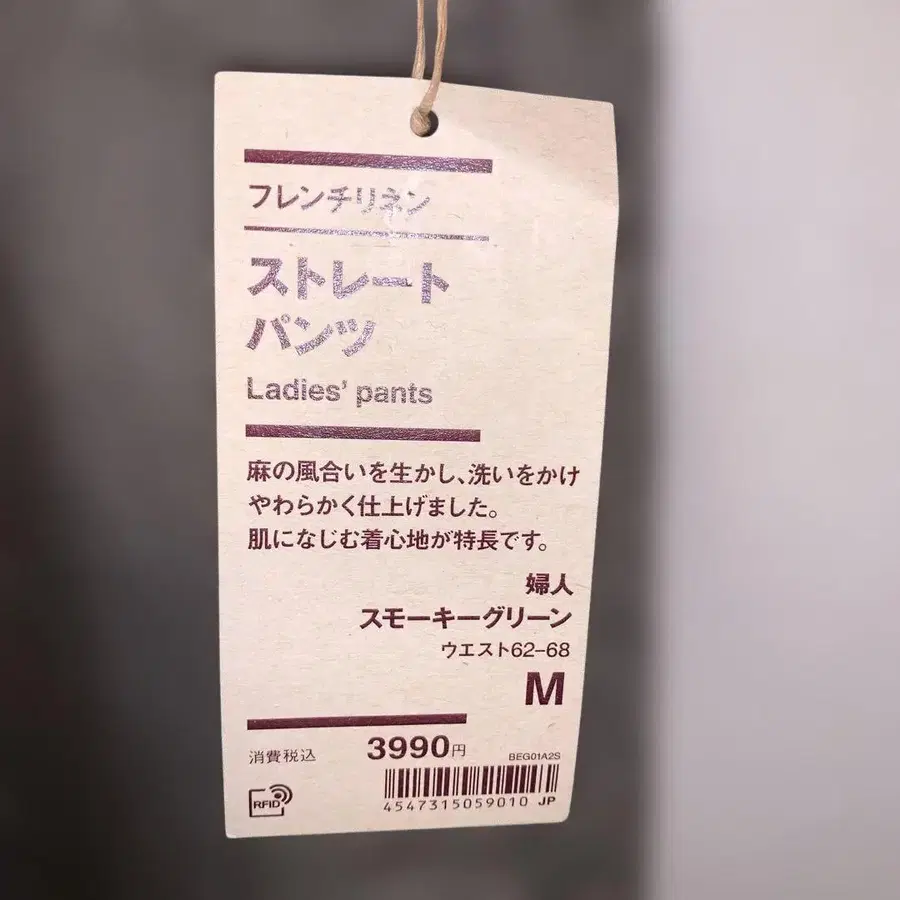 フレンチリネン
ストレート
パンツ
Ladies' pants
麻の風合いを生かし、洗いをかけ
やわらかく仕上げました。
肌になじむ着心地が特長です。
婦人
スモーキーグリーン
ウエスト62-68
M
消費税込 3990円 BEG01A2S
4547315059010 JP
RFID